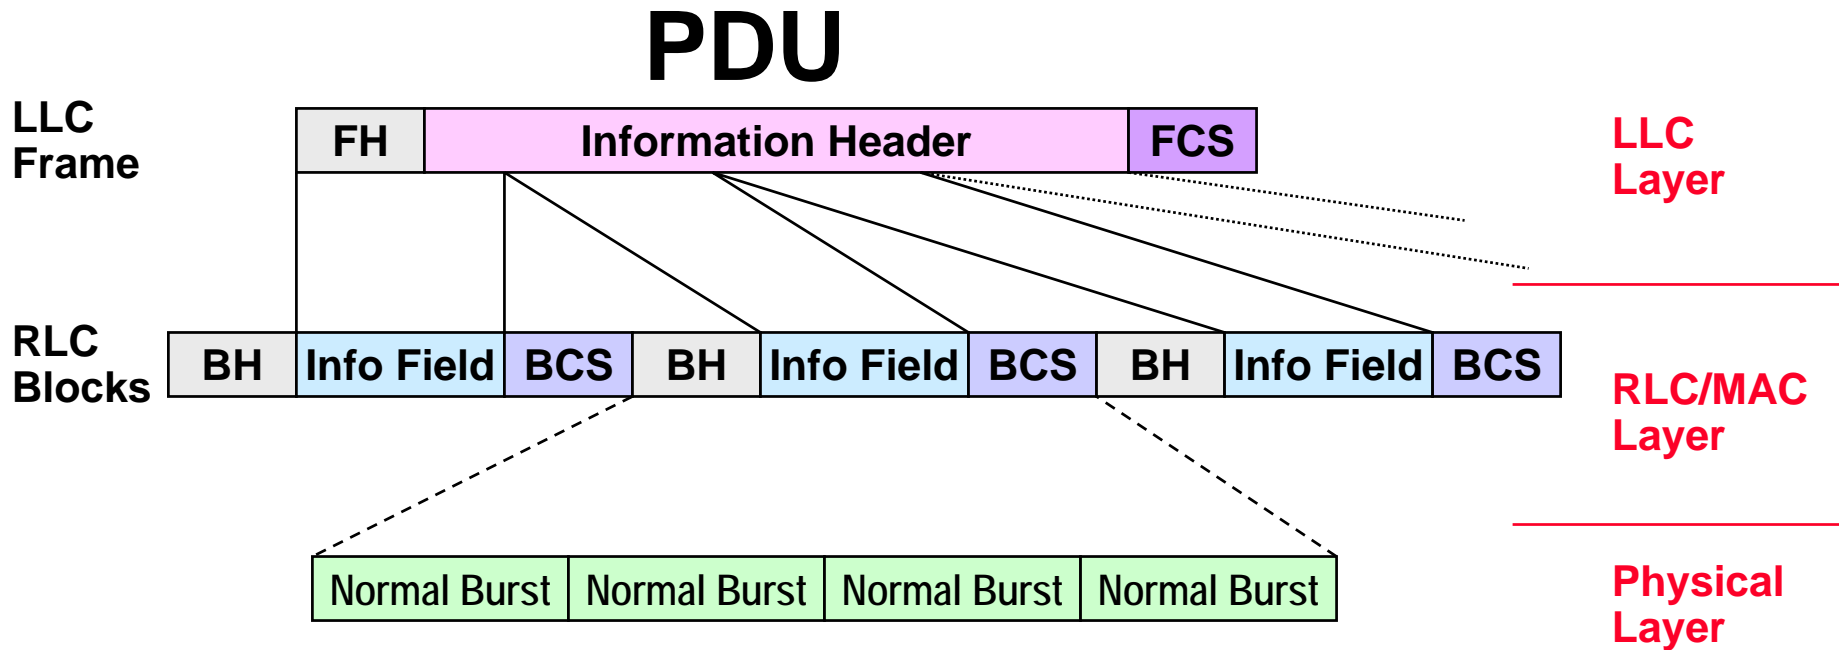 PDU
LLC
Frame
FH Information Header FCS
LLC
Layer
RLC
Blocks
BH Info Field BCS BH Info Field BCS BH Info Field BCS
RLC/MAC
Layer
Normal Burst Normal Burst Normal Burst Normal Burst
Physical
Layer